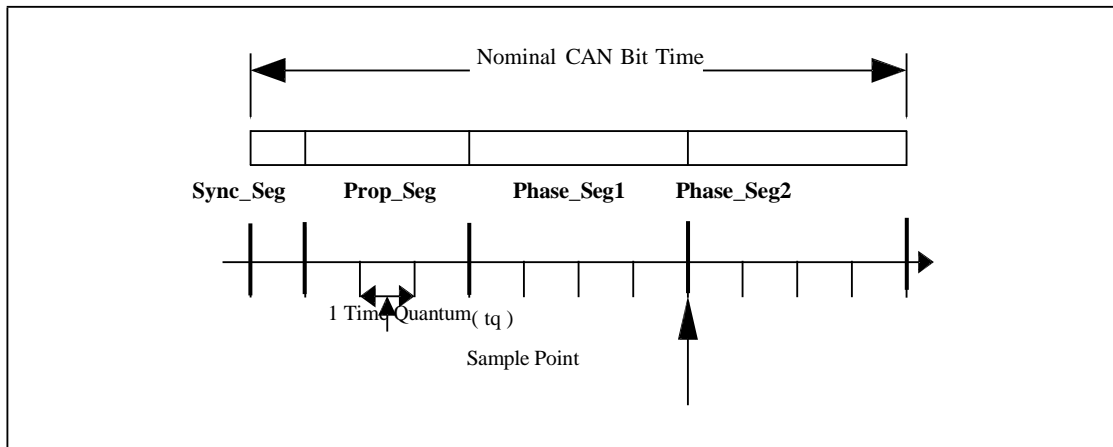 Nominal CAN Bit Time
Sync_Seg Prop_Seg Phase_Seg1 Phase_Seg2
1 Time Quantum ( tq )
Sample Point